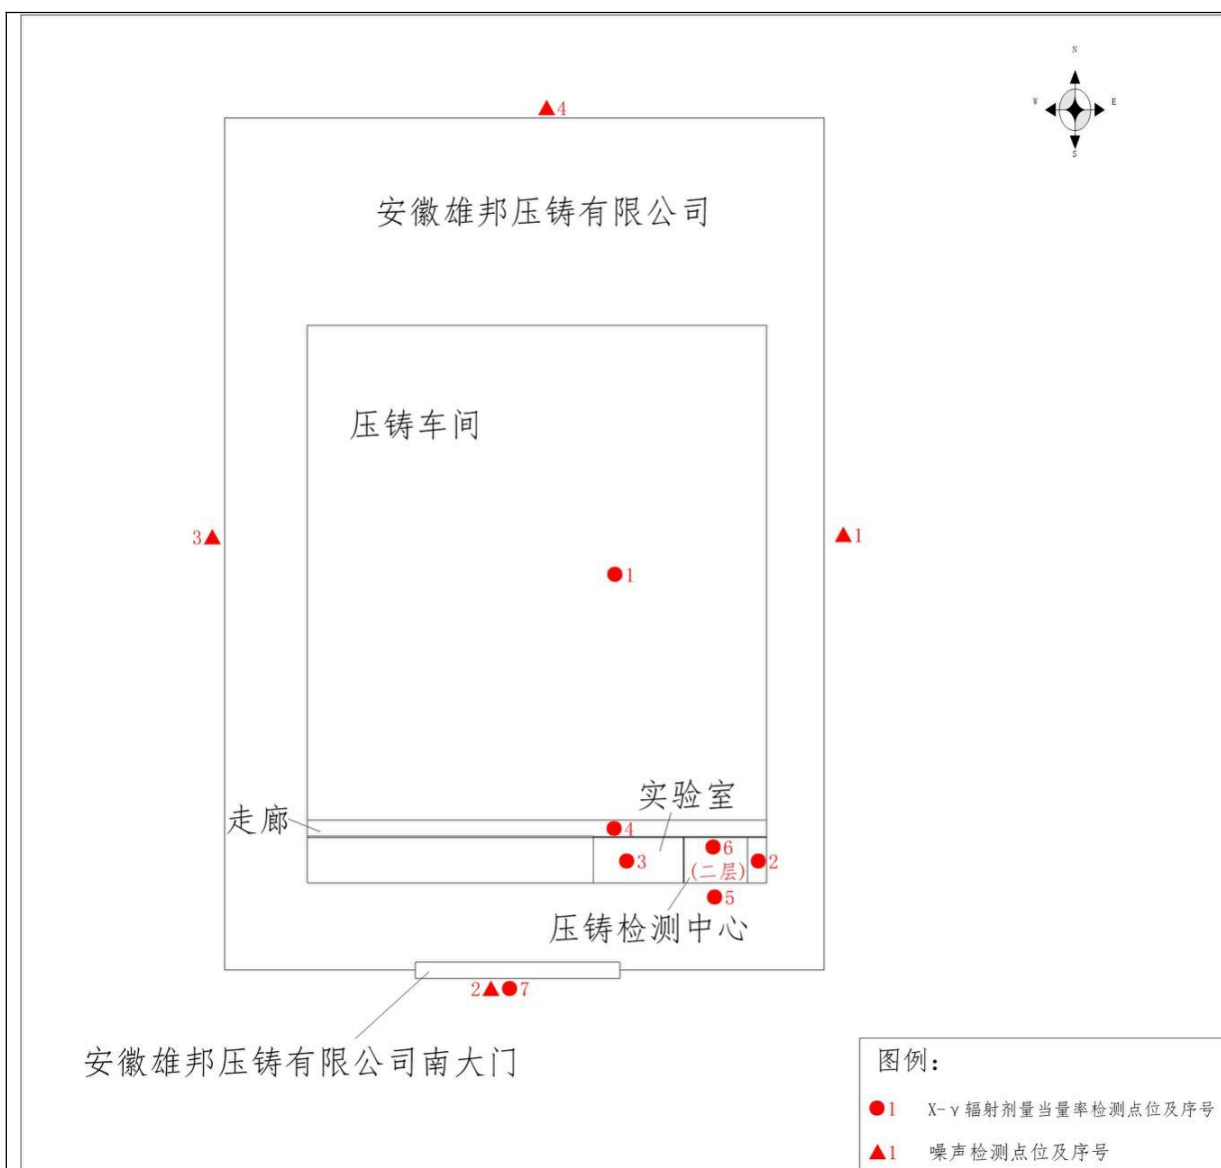 N
W E
S
▲4
安徽雄邦压铸有限公司
压铸车间
3▲
▲1
●1
实验室
走廊
●4
●3
●6
(二层)
●2
●5
压铸检测中心
2▲●7
安徽雄邦压铸有限公司南大门
图例：
●1 X-γ辐射剂量当量率检测点位及序号
▲1 噪声检测点位及序号